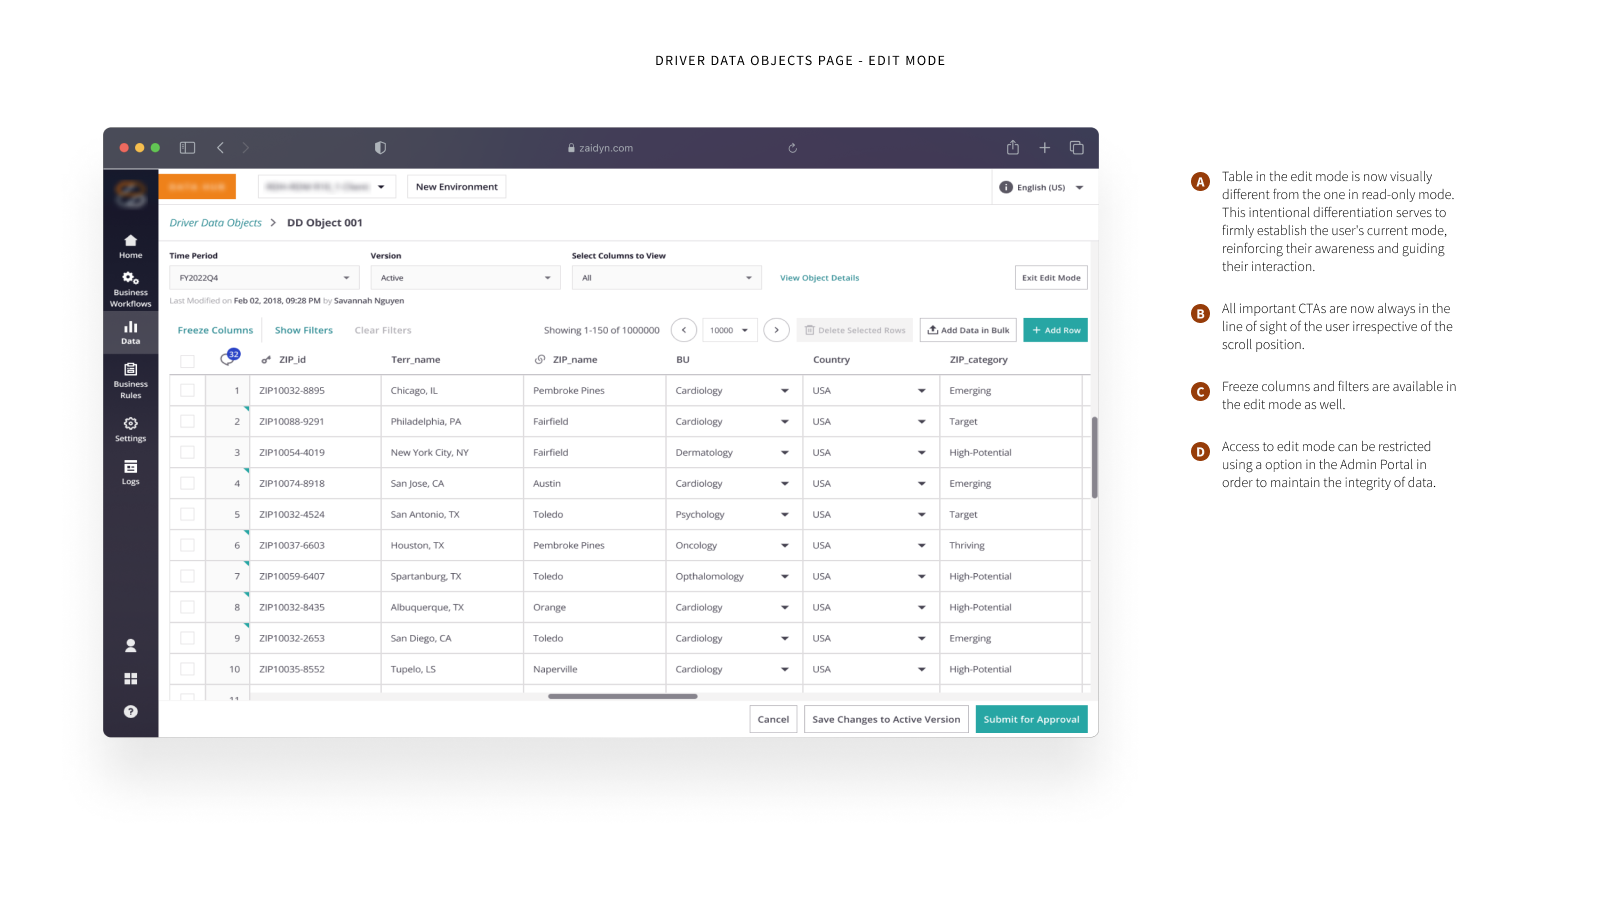 DRIVER DATA OBJECTS PAGE - EDIT MODE
zaidyn.com
New Environment
English (US)
Driver Data Objects > DD Object 001
Home
Business
Workflows
Data
Business
Rules
Settings
Logs
Time Period
Version
Select Columns to View
FY2022Q4
Active
All
View Object Details
Exit Edit Mode
Last Modified on Feb 02, 2018, 09:28 PM by Savannah Nguyen
Freeze Columns
Show Filters
Clear Filters
Showing 1-150 of 1000000
10000
Delete Selected Rows
Add Data in Bulk
+ Add Row
32 ZIP_id Terr_name ZIP_name BU Country ZIP_category
1 ZIP10032-8895 Chicago, IL Pembroke Pines Cardiology USA Emerging
2 ZIP10088-9291 Philadelphia, PA Fairfield Cardiology USA Target
3 ZIP10054-4019 New York City, NY Fairfield Dermatology USA High-Potential
4 ZIP10074-8918 San Jose, CA Austin Cardiology USA Emerging
5 ZIP10032-4524 San Antonio, TX Toledo Psychology USA Target
6 ZIP10037-6603 Houston, TX Pembroke Pines Oncology USA Thriving
7 ZIP10059-6407 Spartanburg, TX Toledo Opthalomology USA High-Potential
8 ZIP10032-8435 Albuquerque, TX Orange Cardiology USA High-Potential
9 ZIP10032-2653 San Diego, CA Toledo Cardiology USA Emerging
10 ZIP10035-8552 Tupelo, LS Naperville Cardiology USA High-Potential
11
Cancel
Save Changes to Active Version
Submit for Approval
A Table in the edit mode is now visually
different from the one in read-only mode.
This intentional differentiation serves to
firmly establish the user's current mode,
reinforcing their awareness and guiding
their interaction.
B All important CTAs are now always in the
line of sight of the user irrespective of the
scroll position.
C Freeze columns and filters are available in
the edit mode as well.
D Access to edit mode can be restricted
using a option in the Admin Portal in
order to maintain the integrity of data.